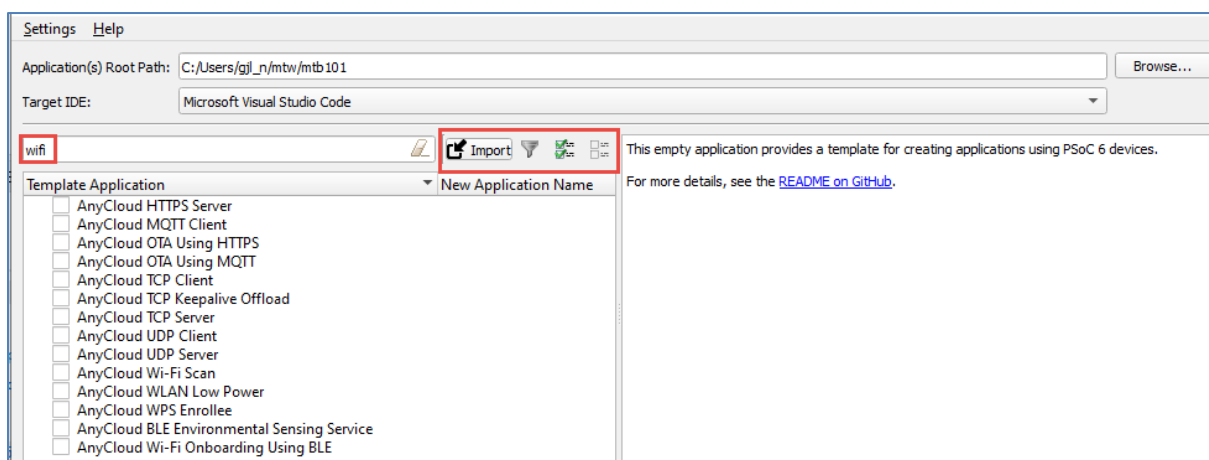 Settings Help
Application(s) Root Path: C:/Users/gjl_n/mtw/mtb101 Browse...
Target IDE: Microsoft Visual Studio Code
wifi Import
Template Application New Application Name
AnyCloud HTTPS Server
AnyCloud MQTT Client
AnyCloud OTA Using HTTPS
AnyCloud OTA Using MQTT
AnyCloud TCP Client
AnyCloud TCP Keepalive Offload
AnyCloud TCP Server
AnyCloud UDP Client
AnyCloud UDP Server
AnyCloud Wi-Fi Scan
AnyCloud WLAN Low Power
AnyCloud WPS Enrollee
AnyCloud BLE Environmental Sensing Service
AnyCloud Wi-Fi Onboarding Using BLE
This empty application provides a template for creating applications using PSoC 6 devices.
For more details, see the README on GitHub.